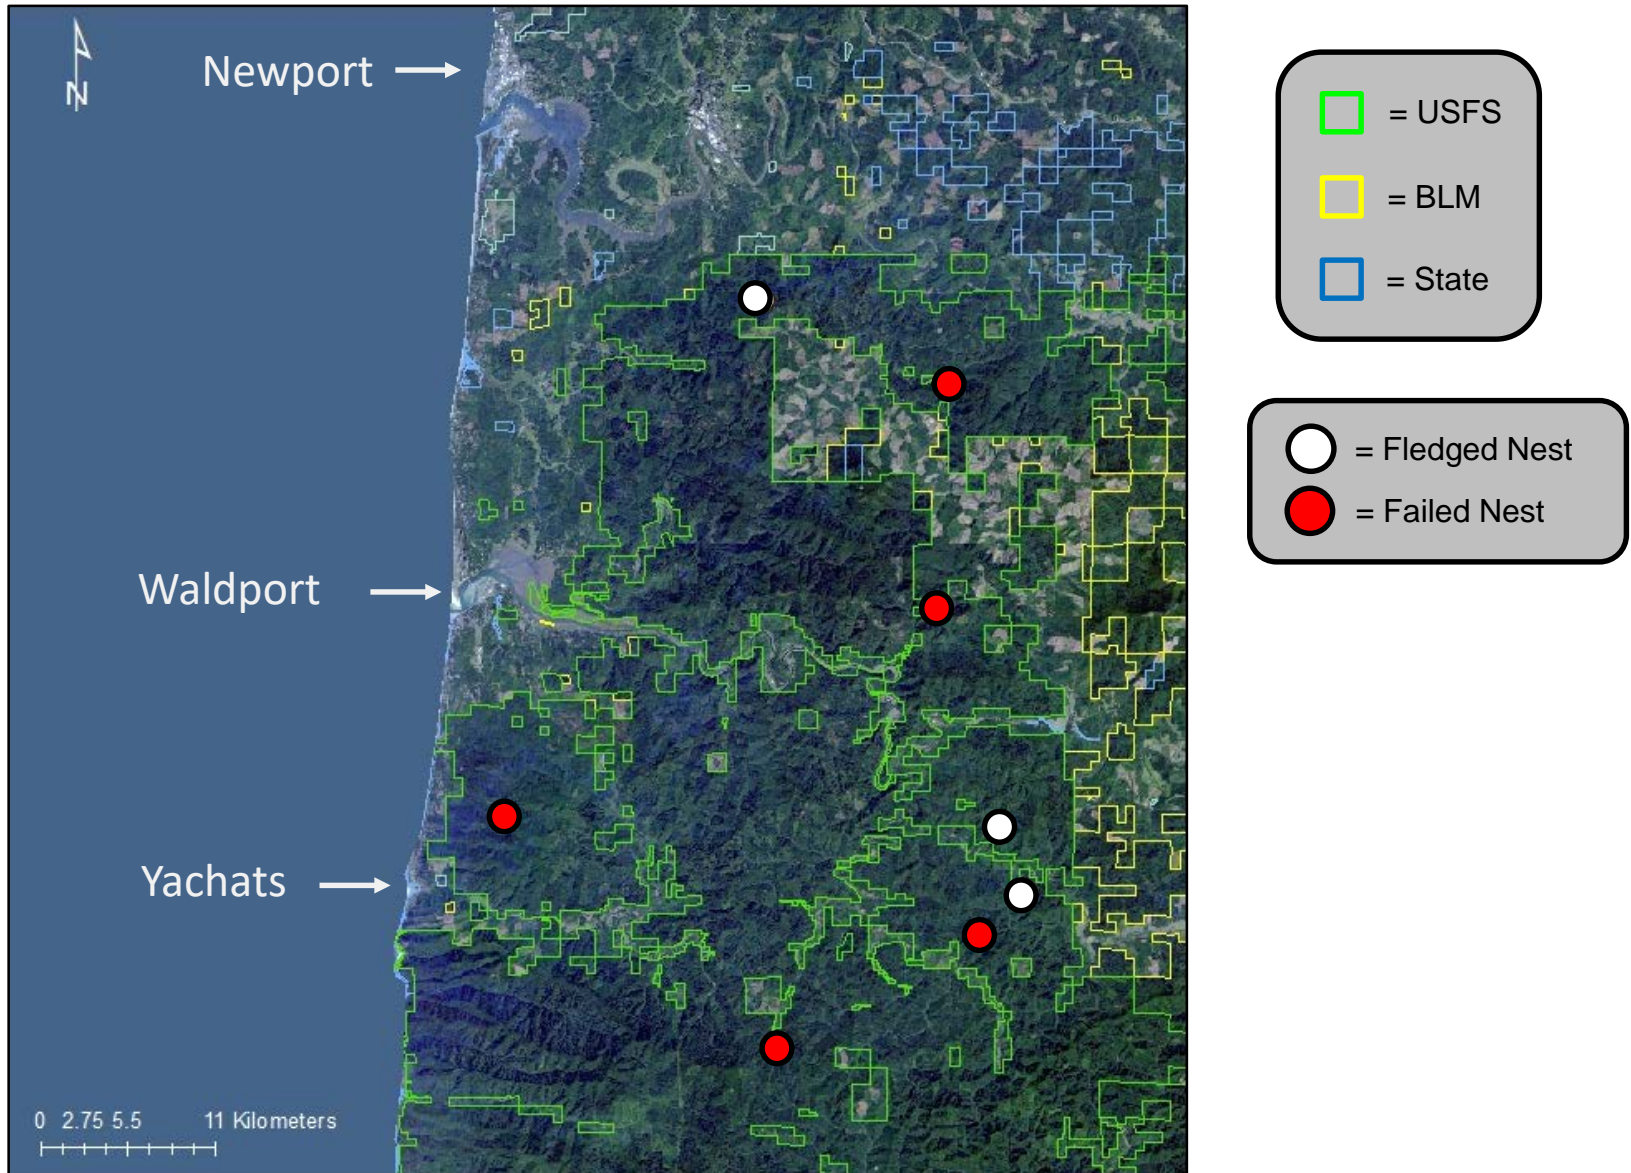 N
Newport
Waldport
Yachats
0 2.75 5.5 11 Kilometers
= USFS
= BLM
= State
= Fledged Nest
= Failed Nest